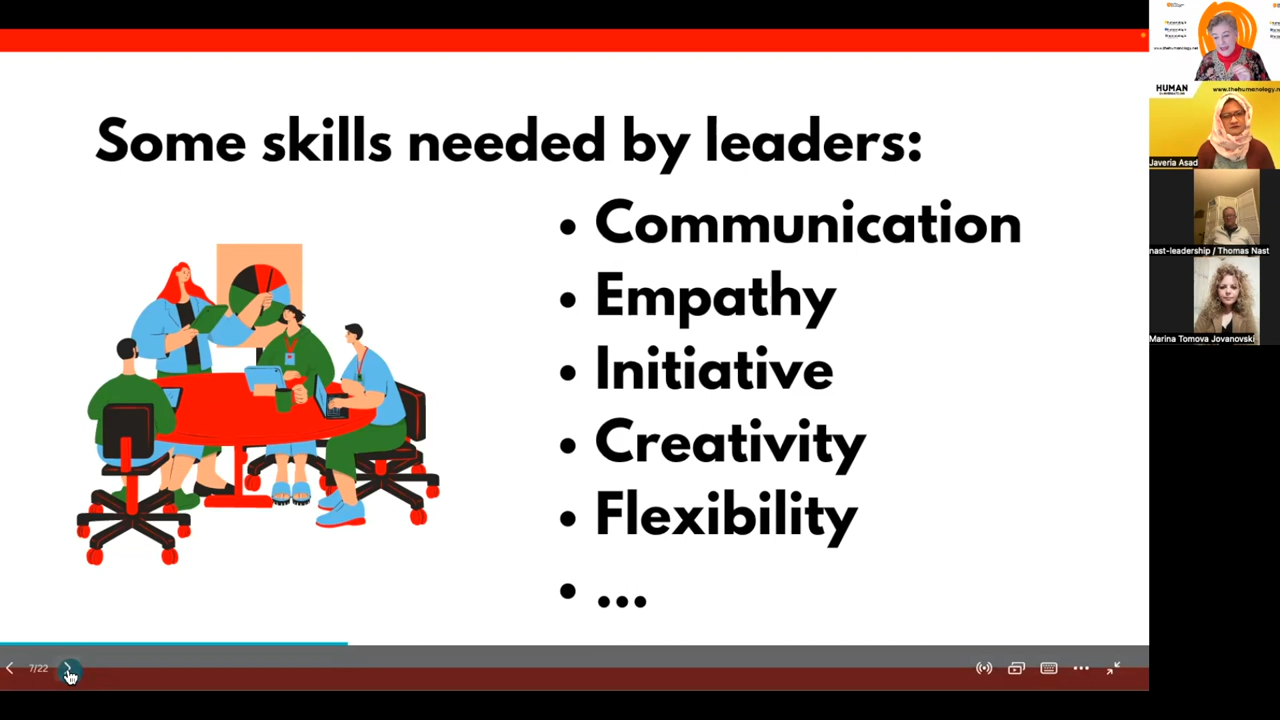 Some skills needed by leaders:
• Communication
• Empathy
• Initiative
• Creativity
• Flexibility
• ...
7/22
HUMAN
www.thehumanology.n
Javeria Asad
nast-leadership / Thomas Nast
Marina Tomova Jovanovski